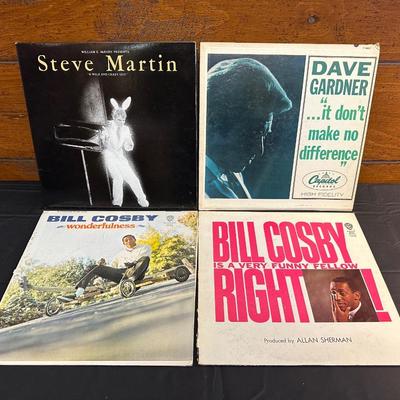 WILLIAM E. McEUEN PRESENTS
Steve Martin
"A WILD AND CRAZY GUY"
DAVE
GARDNER
"...it don't
make no
difference"
Capitol
RECORDS
HIGH FIDELITY
BILL COSBY
~wonderfulness~
BILL COSBY
IS A VERY FUNNY FELLOW
RIGHT!
Produced by ALLAN SHERMAN